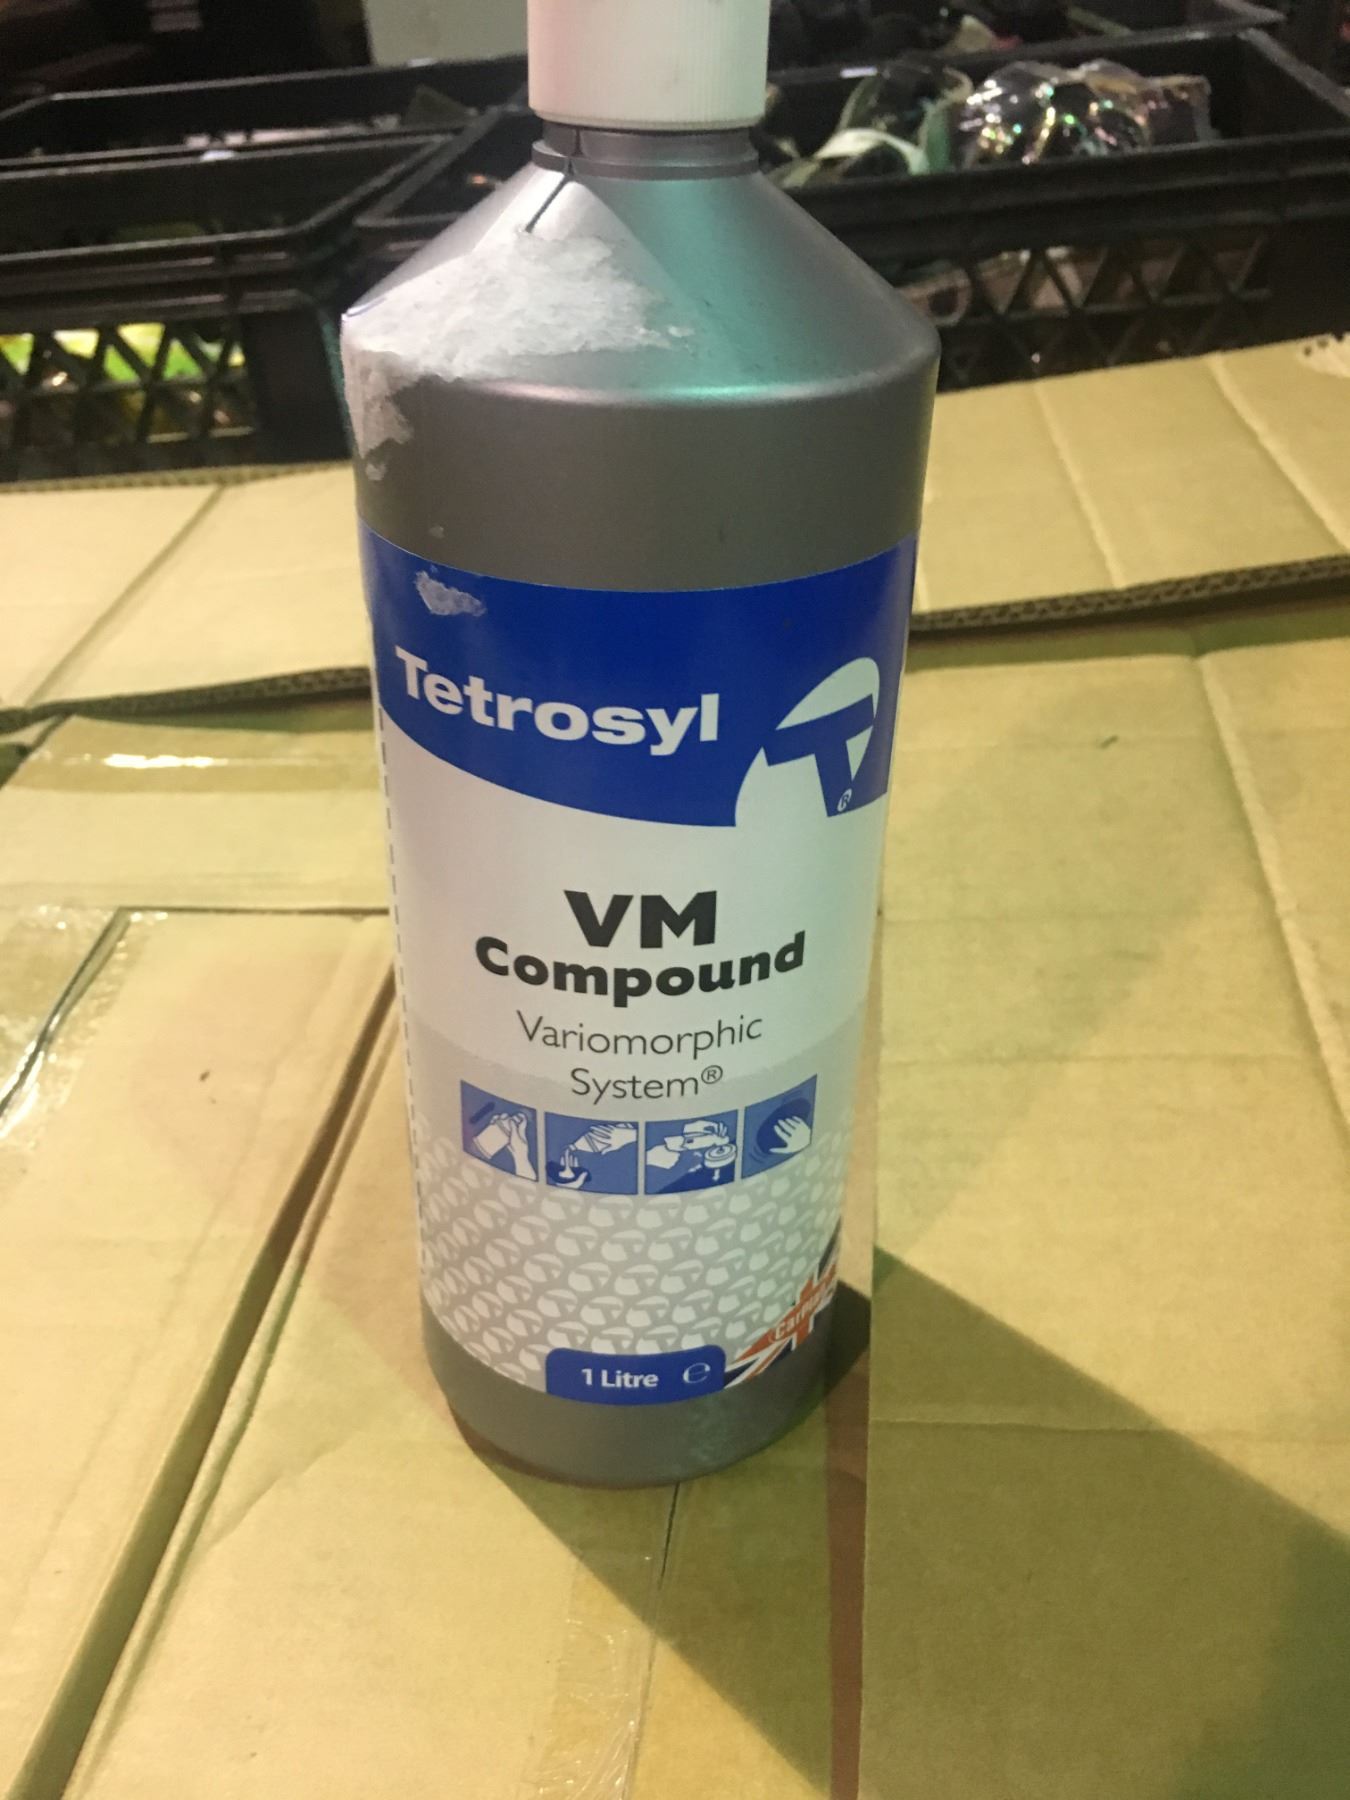 Tetrosyl
T®
VM
Compound
Variomorphic
System®
1 Litre ℮